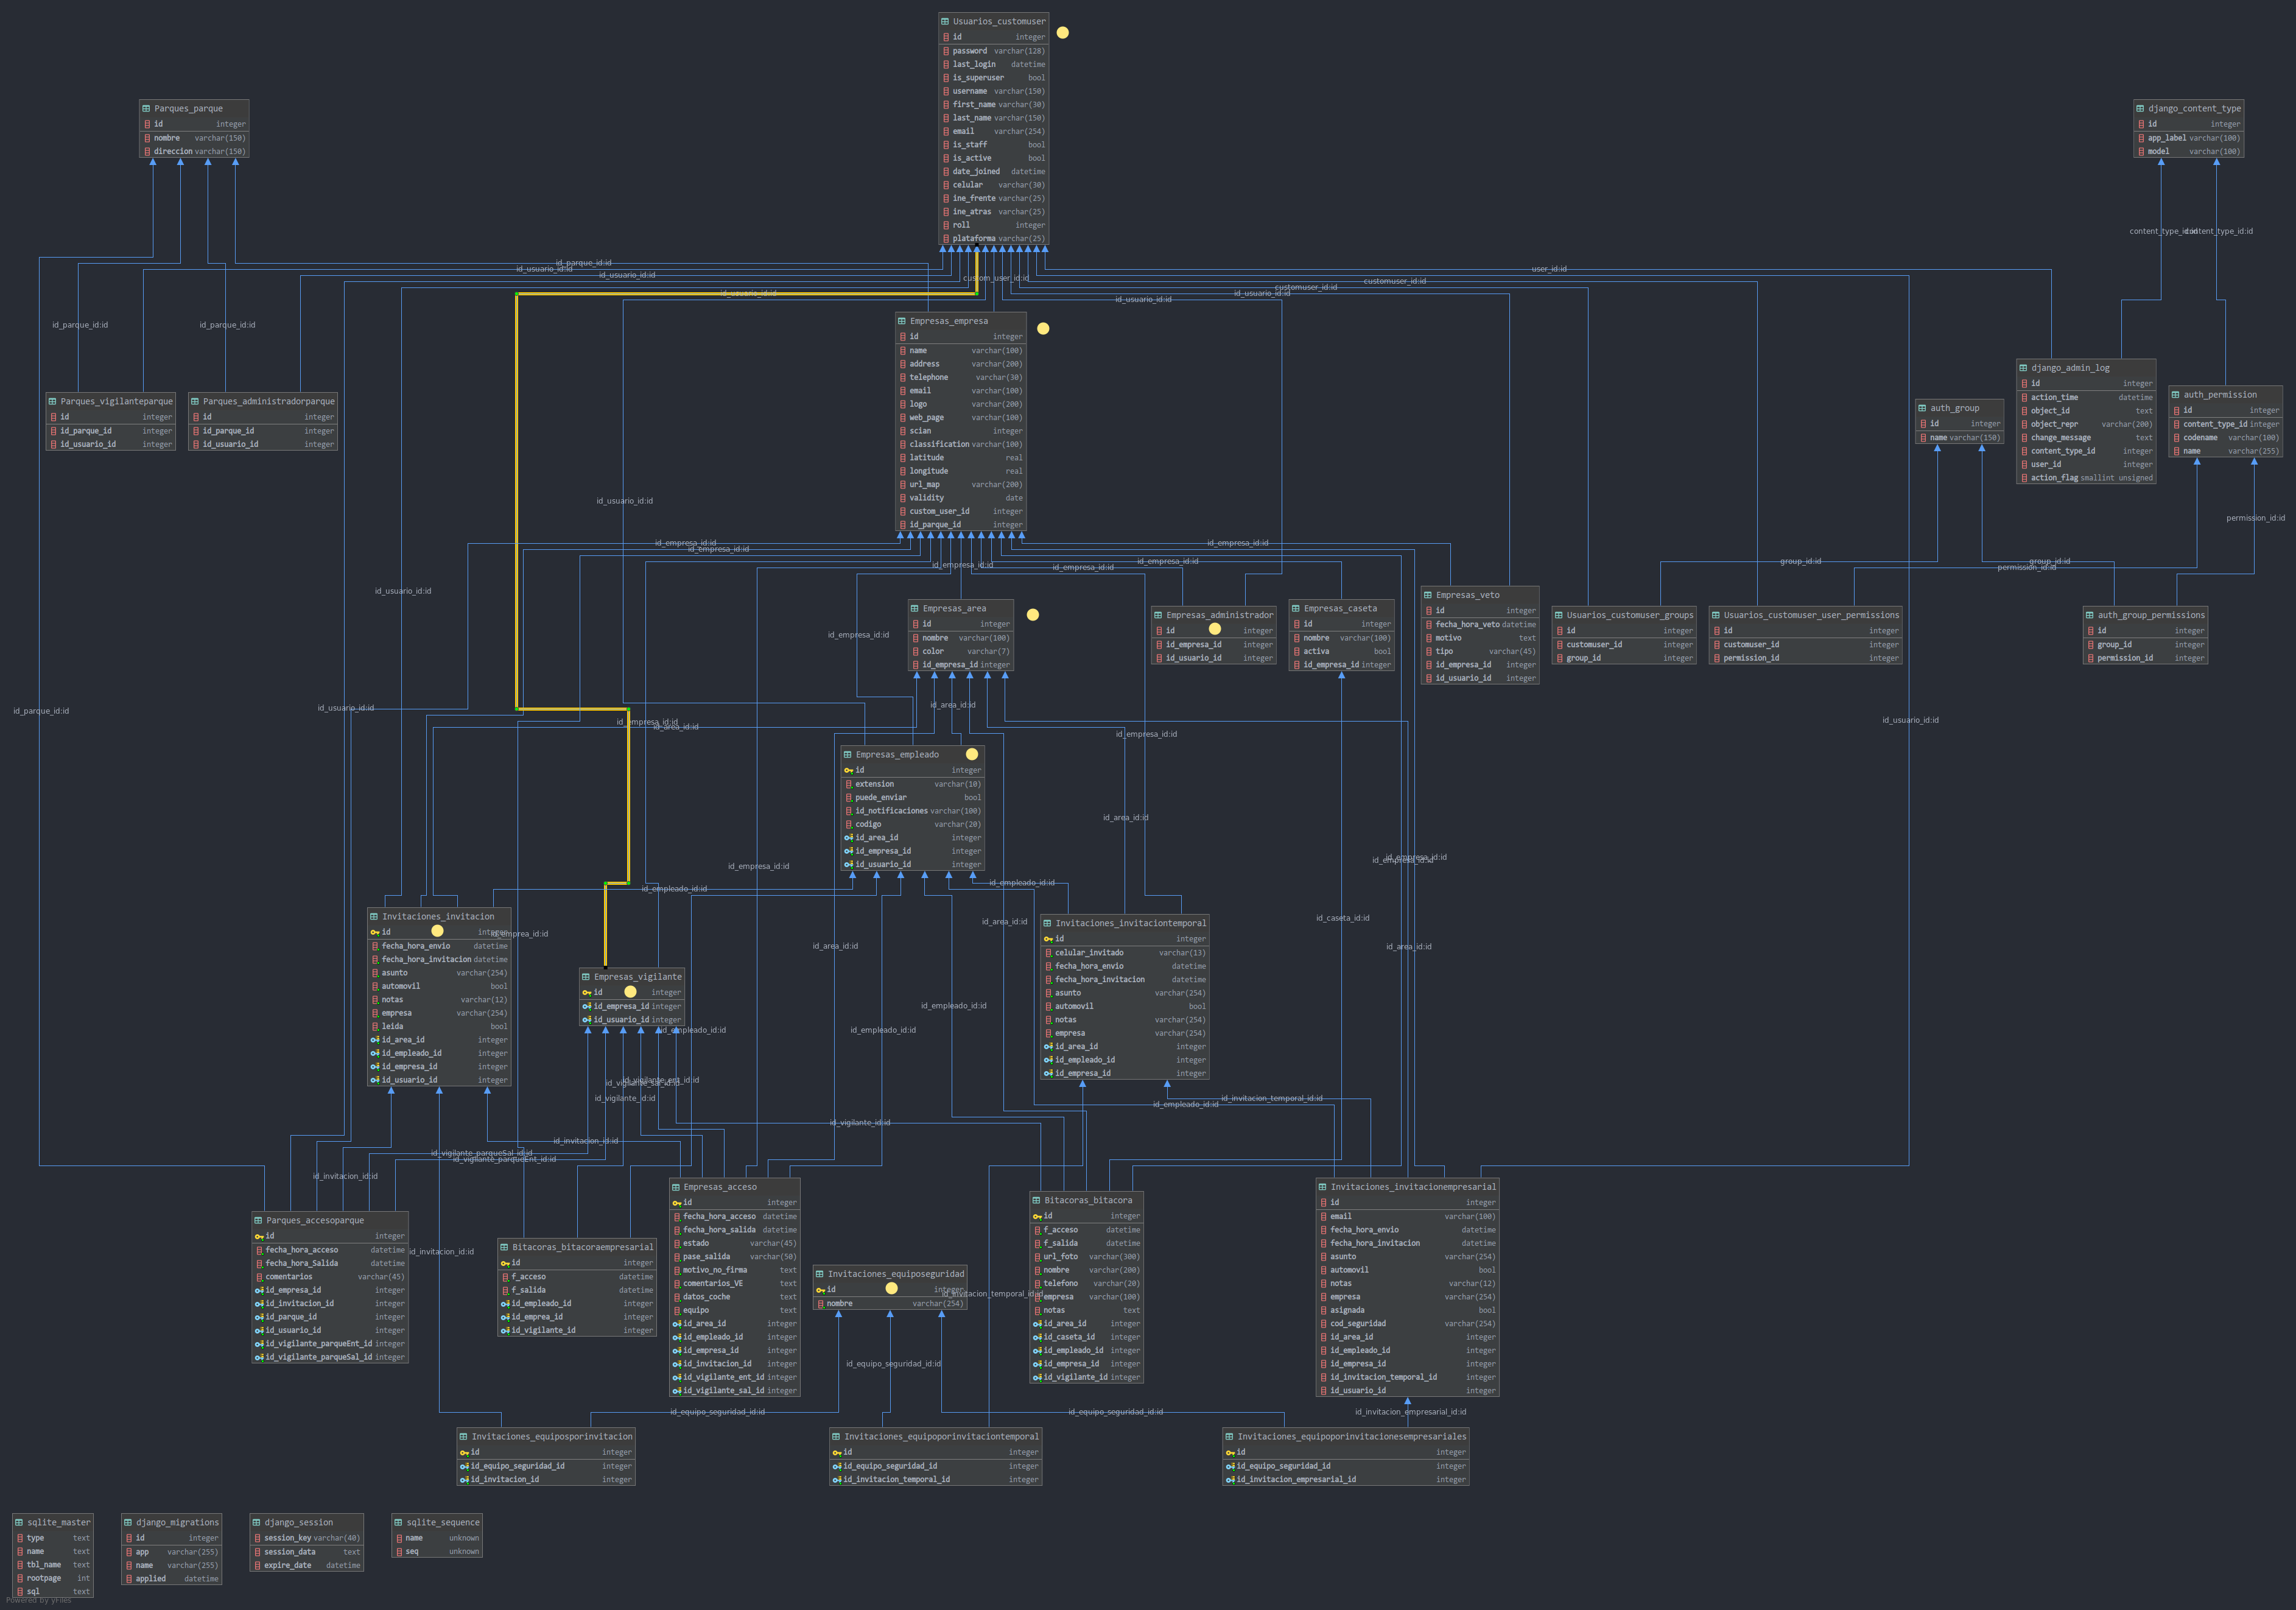 Usuarios_customuser
id integer
password varchar(128)
last_login datetime
is_superuser bool
username varchar(150)
first_name varchar(30)
last_name varchar(150)
email varchar(254)
is_staff bool
is_active bool
date_joined datetime
celular varchar(30)
ine_frente varchar(25)
ine_atras varchar(25)
roll integer
plataforma varchar(25)
Parques_parque
id integer
nombre varchar(150)
direccion varchar(150)
django_content_type
id integer
app_label varchar(100)
model varchar(100)
content_type_id:id
content_type_id:id
id_parque_id:id
id_usuario_id:id
id_usuario_id:id
custom_user_id:id
user_id:id
customuser_id:id
customuser_id:id
id_usuario_id:id
id_usuario_id:id
id_usuario_id:id
id_parque_id:id
id_parque_id:id
Empresas_empresa
id integer
name varchar(100)
address varchar(200)
telephone varchar(30)
email varchar(100)
logo varchar(200)
web_page varchar(100)
scian integer
classification varchar(100)
latitude real
longitude real
url_map varchar(200)
validity date
custom_user_id integer
id_parque_id integer
Parques_vigilanteparque
id integer
id_parque_id integer
id_usuario_id integer
Parques_administradorparque
id integer
id_parque_id integer
id_usuario_id integer
auth_group
id integer
name varchar(150)
django_admin_log
id integer
action_time datetime
object_id text
object_repr varchar(200)
change_message text
content_type_id integer
user_id integer
action_flag smallint unsigned
auth_permission
id integer
content_type_id integer
codename varchar(100)
name varchar(255)
id_usuario_id:id
permission_id:id
id_empresa_id:id
id_empresa_id:id
id_empresa_id:id
id_empresa_id:id
id_empresa_id:id
id_empresa_id:id
group_id:id
group_id:id
permission_id:id
id_usuario_id:id
Empresas_area
id integer
nombre varchar(100)
color varchar(7)
id_empresa_id integer
Empresas_administrador
id integer
id_empresa_id integer
id_usuario_id integer
Empresas_caseta
id integer
nombre varchar(100)
activa bool
id_empresa_id integer
Empresas_veto
id integer
fecha_hora_veto datetime
motivo text
tipo varchar(45)
id_empresa_id integer
id_usuario_id integer
Usuarios_customuser_groups
id integer
customuser_id integer
group_id integer
Usuarios_customuser_user_permissions
id integer
customuser_id integer
permission_id integer
auth_group_permissions
id integer
group_id integer
permission_id integer
id_empresa_id:id
id_parque_id:id
id_usuario_id:id
id_area_id:id
id_empresa_id:id
id_area_id:id
id_empresa_id:id
id_usuario_id:id
Empresas_empleado
id integer
extension varchar(10)
puede_enviar bool
id_notificaciones varchar(100)
codigo varchar(20)
id_area_id integer
id_empresa_id integer
id_usuario_id integer
id_area_id:id
id_empresa_id:id
id_empresa_id:id
id_empresa_id:id
id_empleado_id:id
id_empleado_id:id
Invitaciones_invitacion
id integer
fecha_hora_envio datetime
fecha_hora_invitacion datetime
asunto varchar(254)
automovil bool
notas varchar(12)
empresa varchar(254)
leida bool
id_area_id integer
id_empleado_id integer
id_empresa_id integer
id_usuario_id integer
id_emprea_id:id
id_area_id:id
id_area_id:id
id_caseta_id:id
id_area_id:id
Invitaciones_invitaciontemporal
id integer
celular_invitado varchar(13)
fecha_hora_envio datetime
fecha_hora_invitacion datetime
asunto varchar(254)
automovil bool
notas varchar(254)
empresa varchar(254)
id_area_id integer
id_empleado_id integer
id_empresa_id integer
Empresas_vigilante
id integer
id_empresa_id integer
id_usuario_id integer
id_empleado_id:id
id_empleado_id:id
id_empleado_id:id
id_vigilante_ent_id:id
id_vigilante_id:id
id_invitacion_temporal_id:id
id_empleado_id:id
id_vigilante_id:id
id_invitacion_id:id
id_vigilante_parqueSal_id:id
id_vigilante_parqueEnt_id:id
id_invitacion_id:id
Parques_accesoparque
id integer
fecha_hora_acceso datetime
fecha_hora_Salida datetime
comentarios varchar(45)
id_empresa_id integer
id_invitacion_id integer
id_parque_id integer
id_usuario_id integer
id_vigilante_parqueEnt_id integer
id_vigilante_parqueSal_id integer
id_invitacion_id:id
Bitacoras_bitacoraempresarial
id integer
f_acceso datetime
f_salida datetime
id_empleado_id integer
id_emprea_id integer
id_vigilante_id integer
Empresas_acceso
id integer
fecha_hora_acceso datetime
fecha_hora_salida datetime
estado varchar(45)
pase_salida varchar(50)
motivo_no_firma text
comentarios_VE text
datos_coche text
equipo text
id_area_id integer
id_empleado_id integer
id_empresa_id integer
id_invitacion_id integer
id_vigilante_ent_id integer
id_vigilante_sal_id integer
Invitaciones_equiposeguridad
id integer
nombre varchar(254)
id_invitacion_temporal_id:id
Bitacoras_bitacora
id integer
f_acceso datetime
f_salida datetime
url_foto varchar(300)
nombre varchar(200)
telefono varchar(20)
empresa varchar(100)
notas text
id_area_id integer
id_caseta_id integer
id_empleado_id integer
id_empresa_id integer
id_vigilante_id integer
Invitaciones_invitacionempresarial
id integer
email varchar(100)
fecha_hora_envio datetime
fecha_hora_invitacion datetime
asunto varchar(254)
automovil bool
notas varchar(12)
empresa varchar(254)
asignada bool
cod_seguridad varchar(254)
id_area_id integer
id_empleado_id integer
id_empresa_id integer
id_invitacion_temporal_id integer
id_usuario_id integer
id_equipo_seguridad_id:id
id_equipo_seguridad_id:id
id_equipo_seguridad_id:id
id_invitacion_empresarial_id:id
Invitaciones_equiposporinvitacion
id integer
id_equipo_seguridad_id integer
id_invitacion_id integer
Invitaciones_equipoporinvitaciontemporal
id integer
id_equipo_seguridad_id integer
id_invitacion_temporal_id integer
Invitaciones_equipoporinvitacionesempresariales
id integer
id_equipo_seguridad_id integer
id_invitacion_empresarial_id integer
sqlite_master
type text
name text
tbl_name text
rootpage int
sql text
django_migrations
id integer
app varchar(255)
name varchar(255)
applied datetime
django_session
session_key varchar(40)
session_data text
expire_date datetime
sqlite_sequence
name unknown
seq unknown
Powered by yFiles